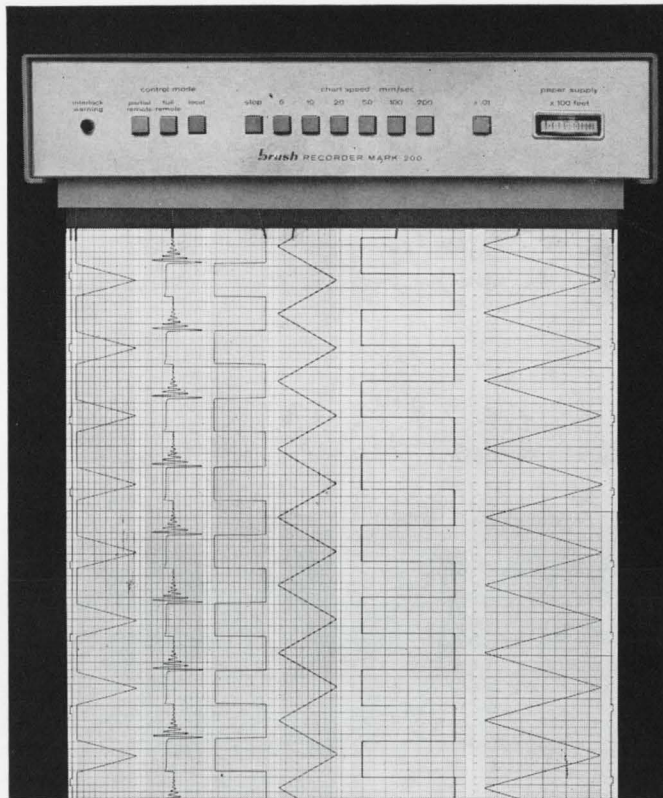 control mode
chart speed mm/sec
paper supply
interlock warning
partial remote
full remote
local
stop
5
10
20
50
100
200
x .01
x 100 feet
brush RECORDER MARK 200